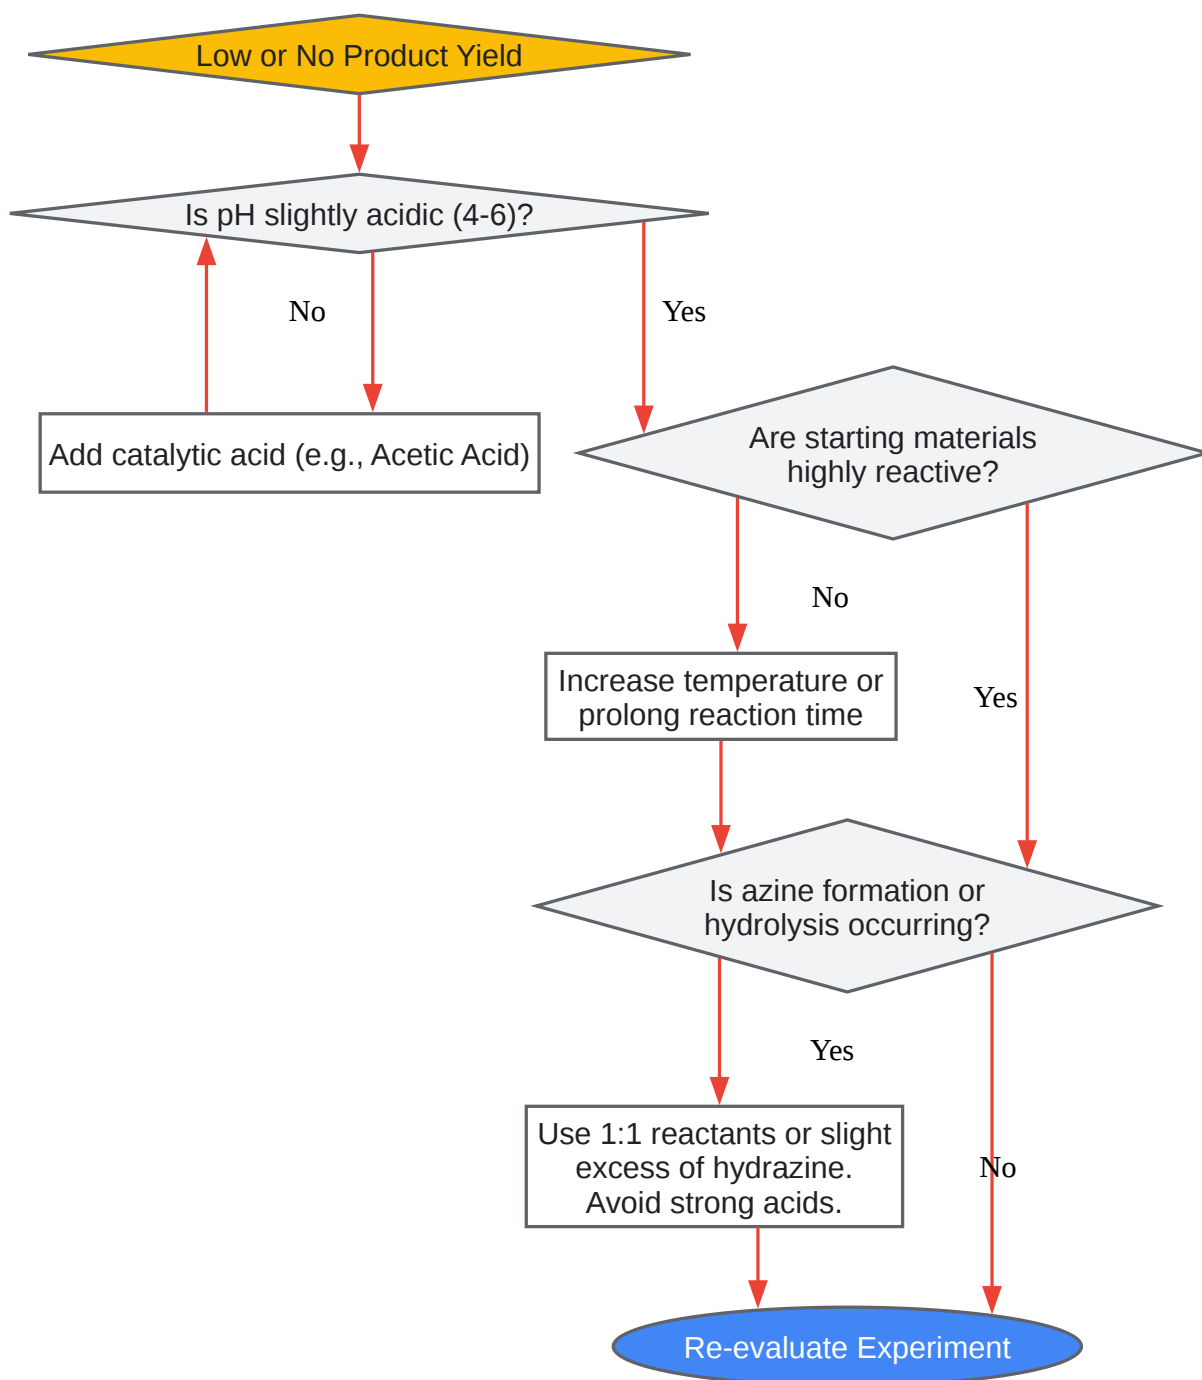 Low or No Product Yield
Is pH slightly acidic (4-6)?
No
Yes
Add catalytic acid (e.g., Acetic Acid)
Are starting materials
highly reactive?
No
Increase temperature or
prolong reaction time
Yes
Is azine formation or
hydrolysis occurring?
Yes
Use 1:1 reactants or slight
excess of hydrazine.
Avoid strong acids.
No
Re-evaluate Experiment